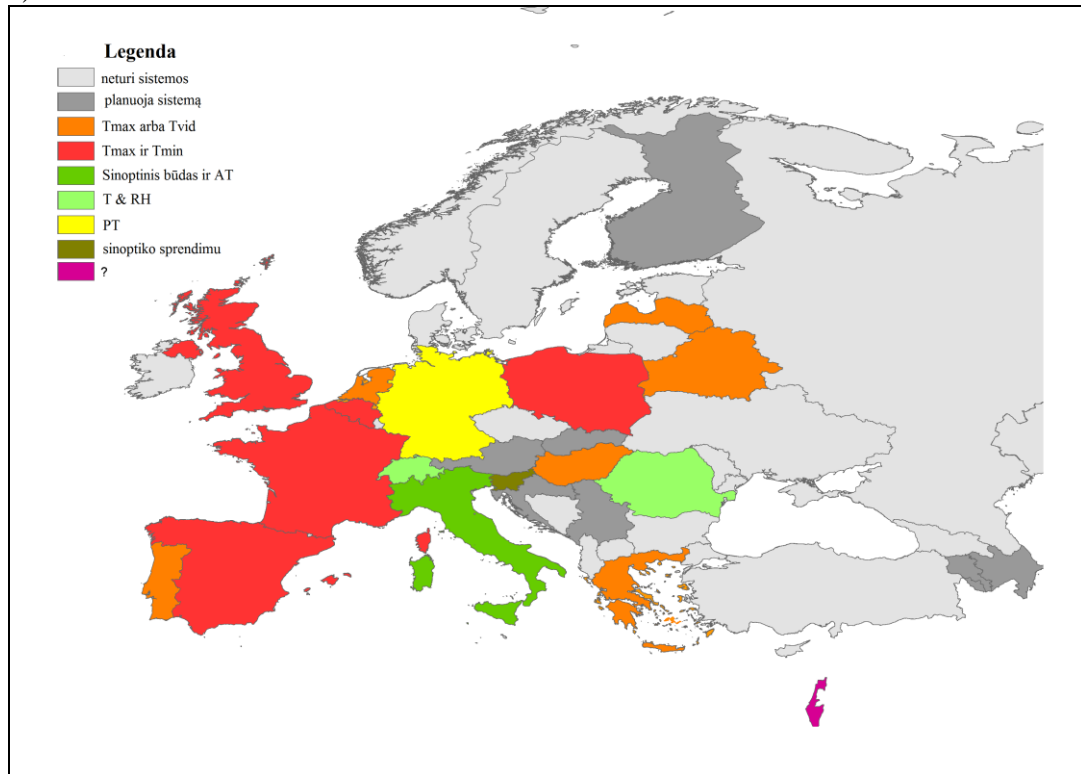 Legenda
neturi sistemos
planuoja sistemą
Tmax arba Tvid
Tmax ir Tmin
Sinoptinis būdas ir AT
T & RH
PT
sinoptiko sprendimu
?